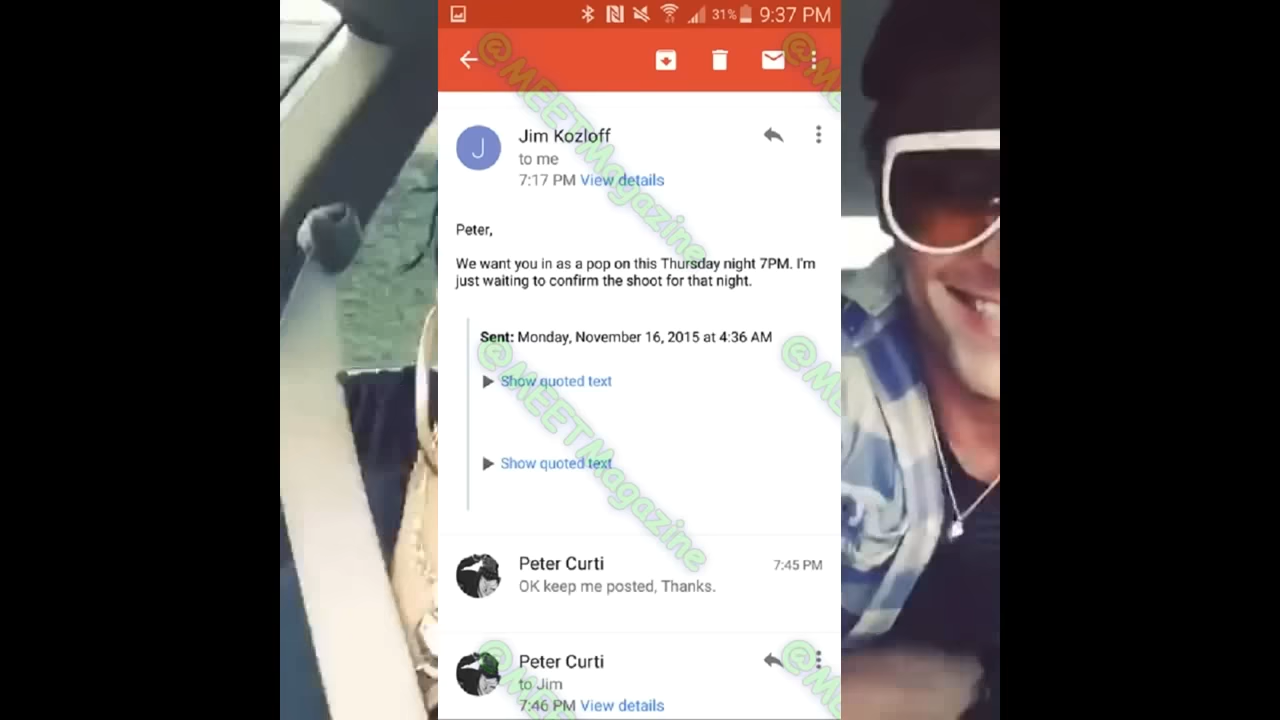 31% 9:37 PM
@MEETMagazine
@M
J
Jim Kozloff
to me
7:17 PM View details
Peter,
We want you in as a pop on this Thursday night 7PM. I'm
just waiting to confirm the shoot for that night.
Sent: Monday, November 16, 2015 at 4:36 AM
@MEETMagazine
@M
Show quoted text
Show quoted text
Peter Curti
7:45 PM
OK keep me posted, Thanks.
Peter Curti
to Jim
7:46 PM View details
@MEETM
@M